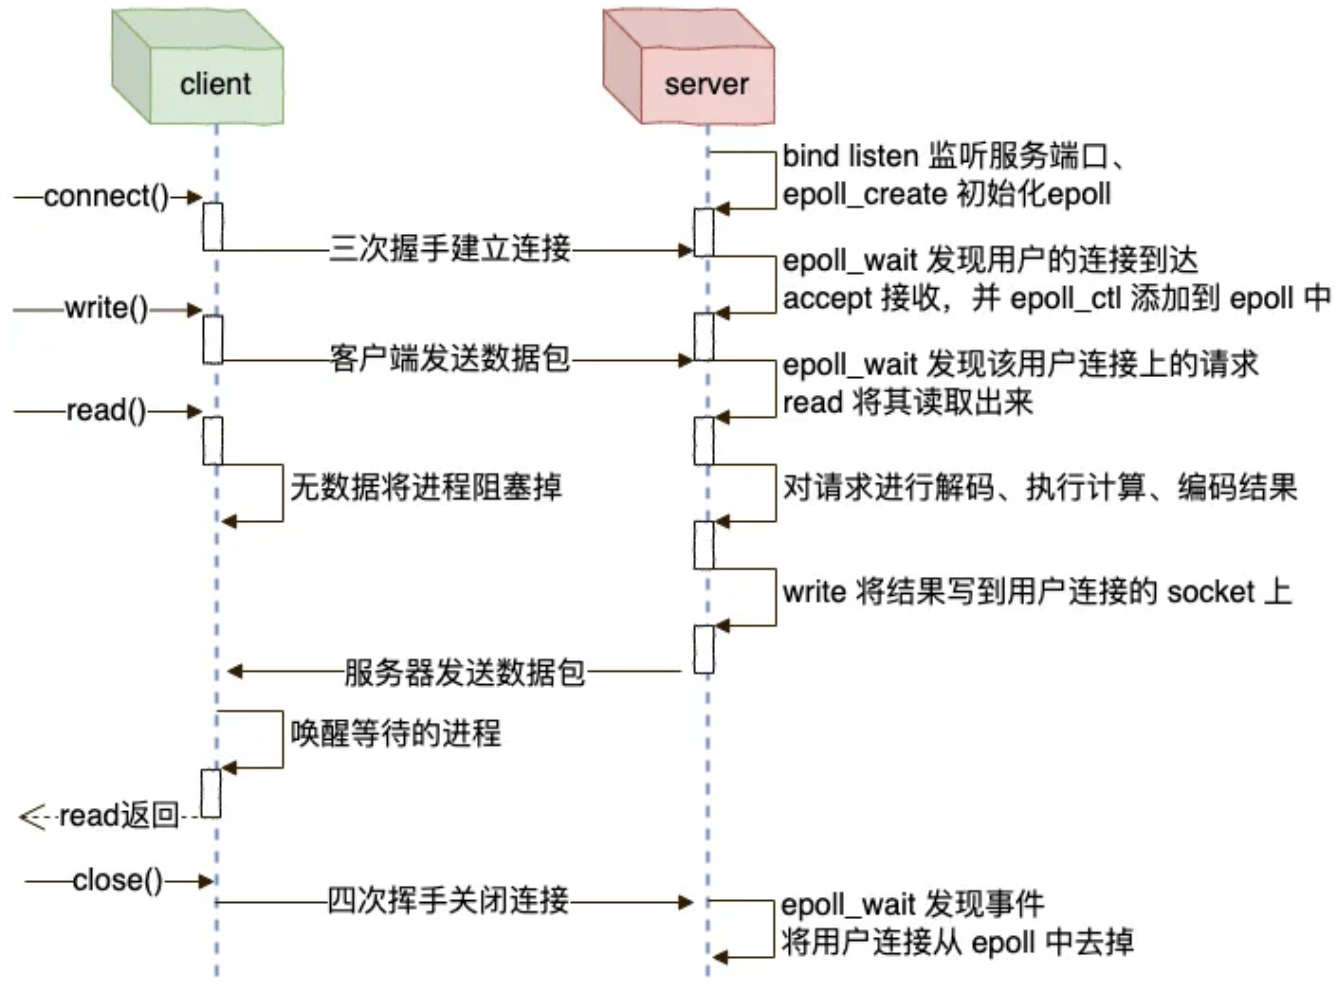 client
server
bind listen 监听服务端口、
epoll_create 初始化epoll
connect()
三次握手建立连接
epoll_wait 发现用户的连接到达
accept 接收，并 epoll_ctl 添加到 epoll 中
write()
客户端发送数据包
epoll_wait 发现该用户连接上的请求
read 将其读取出来
read()
无数据将进程阻塞掉
对请求进行解码、执行计算、编码结果
write 将结果写到用户连接的 socket 上
服务器发送数据包
唤醒等待的进程
read返回
close()
四次挥手关闭连接
epoll_wait 发现事件
将用户连接从 epoll 中去掉